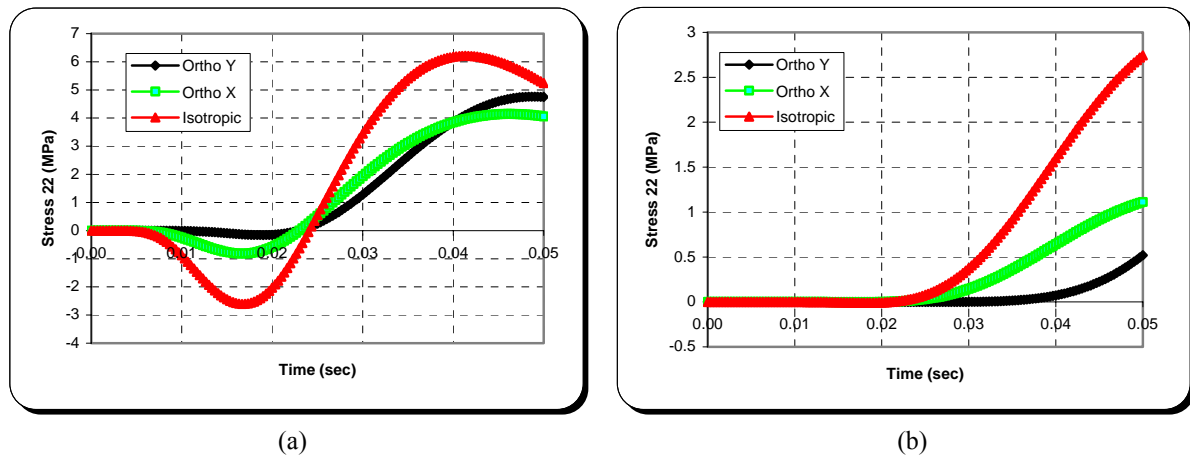 7
6
5
4
3
2
1
0
-1
-2
-3
-4
0.00 0.01 0.02 0.03 0.04 0.05
Stress 22 (MPa)
Time (sec)
Ortho Y
Ortho X
Isotropic
(a)
3
2.5
2
1.5
1
0.5
0
-0.5
0.00 0.01 0.02 0.03 0.04 0.05
Stress 22 (MPa)
Time (sec)
Ortho Y
Ortho X
Isotropic
(b)